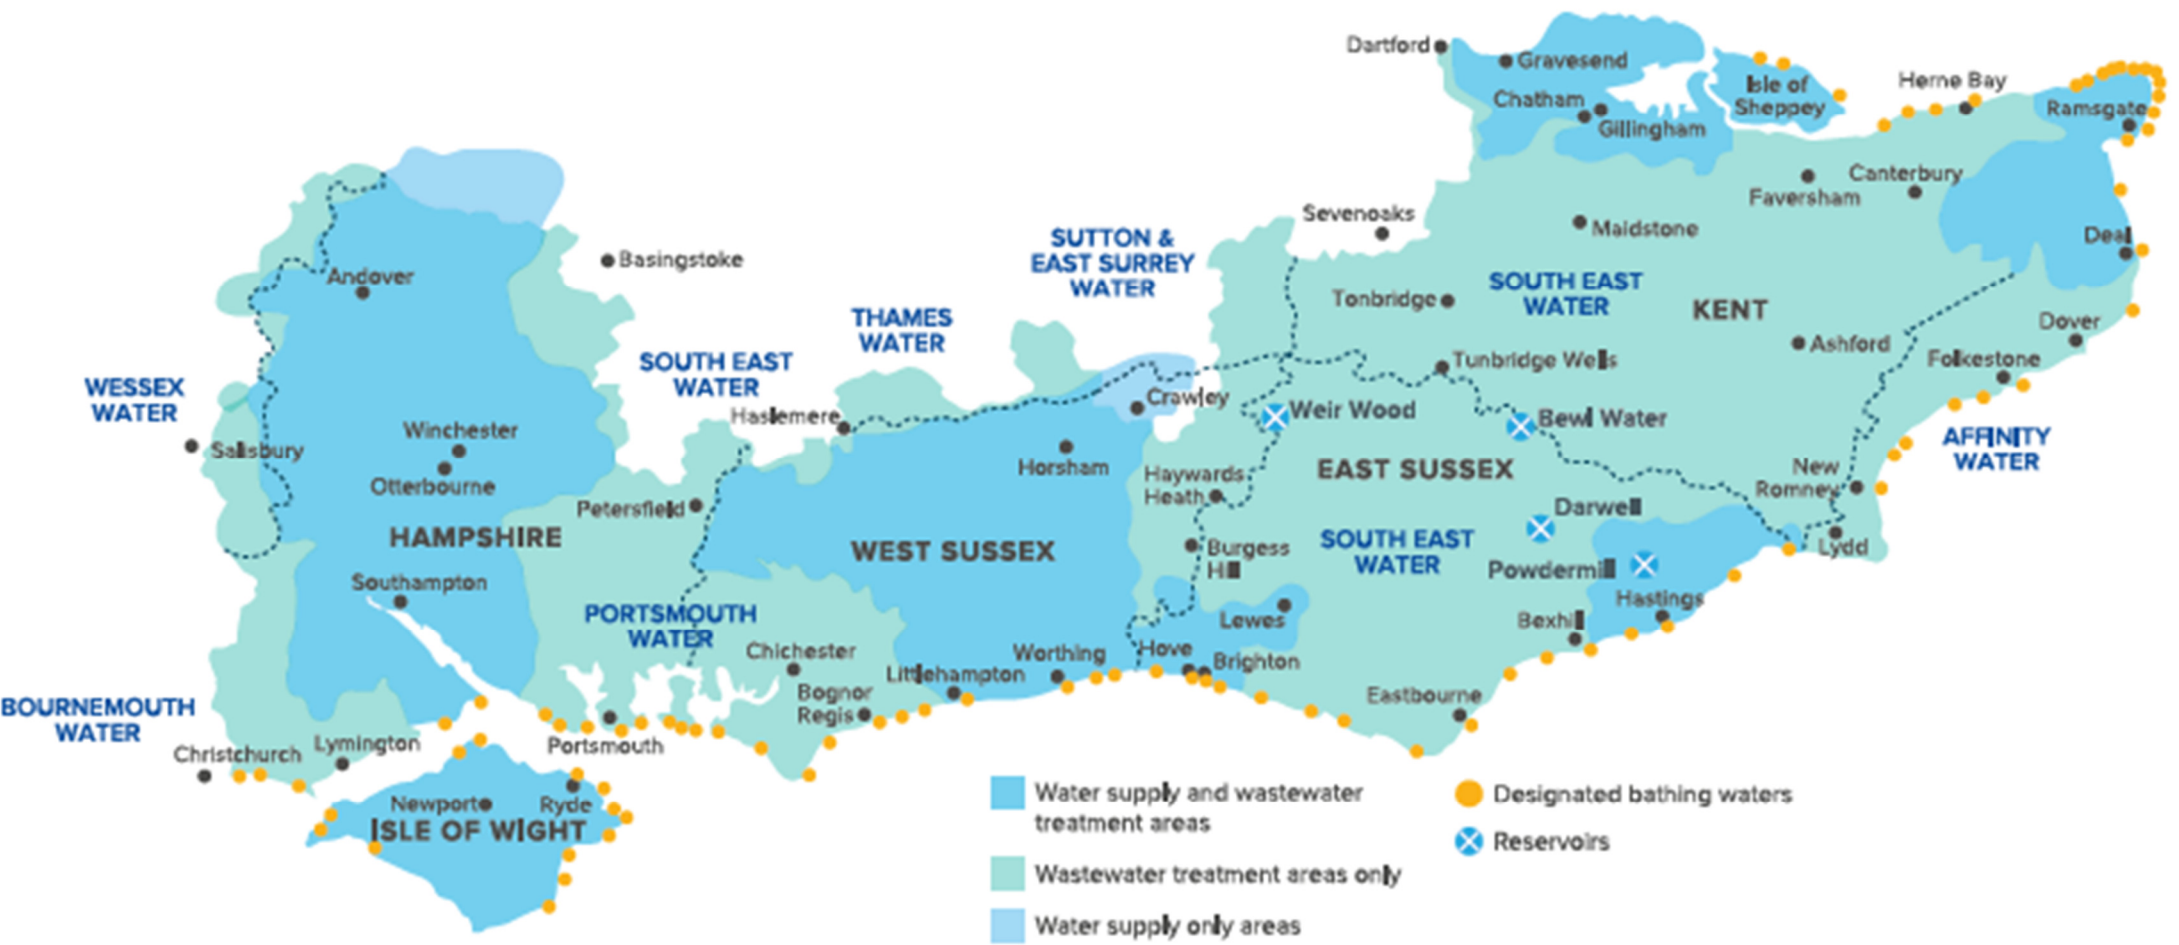 Dartford
Gravesend
Chatham
Gillingham
Isle of
Sheppey
Herne Bay
Ramsgate
Faversham
Canterbury
Sevenoaks
Maidstone
Deal
Basingstoke
Andover
SUTTON &
EAST SURREY
WATER
SOUTH EAST
WATER
KENT
Tonbridge
THAMES
WATER
Dover
Ashford
Folkestone
SOUTH EAST
WATER
Tunbridge Wells
WESSEX
WATER
Haslemere
Crawley
Weir Wood
Bewl Water
AFFINITY
WATER
Salisbury
Winchester
Otterbourne
Horsham
Haywards
Heath
EAST SUSSEX
New
Romney
Petersfield
Darwell
HAMPSHIRE
WEST SUSSEX
Burgess
Hill
SOUTH EAST
WATER
Lydd
Powdermill
Southampton
Hastings
PORTSMOUTH
WATER
Lewes
Bexhill
Chichester
Worthing
Hove
Brighton
Littlehampton
Bognor
Regis
Eastbourne
BOURNEMOUTH
WATER
Christchurch
Lymington
Portsmouth
Newport
Ryde
ISLE OF WIGHT
Water supply and wastewater
treatment areas
Wastewater treatment areas only
Water supply only areas
Designated bathing waters
Reservoirs